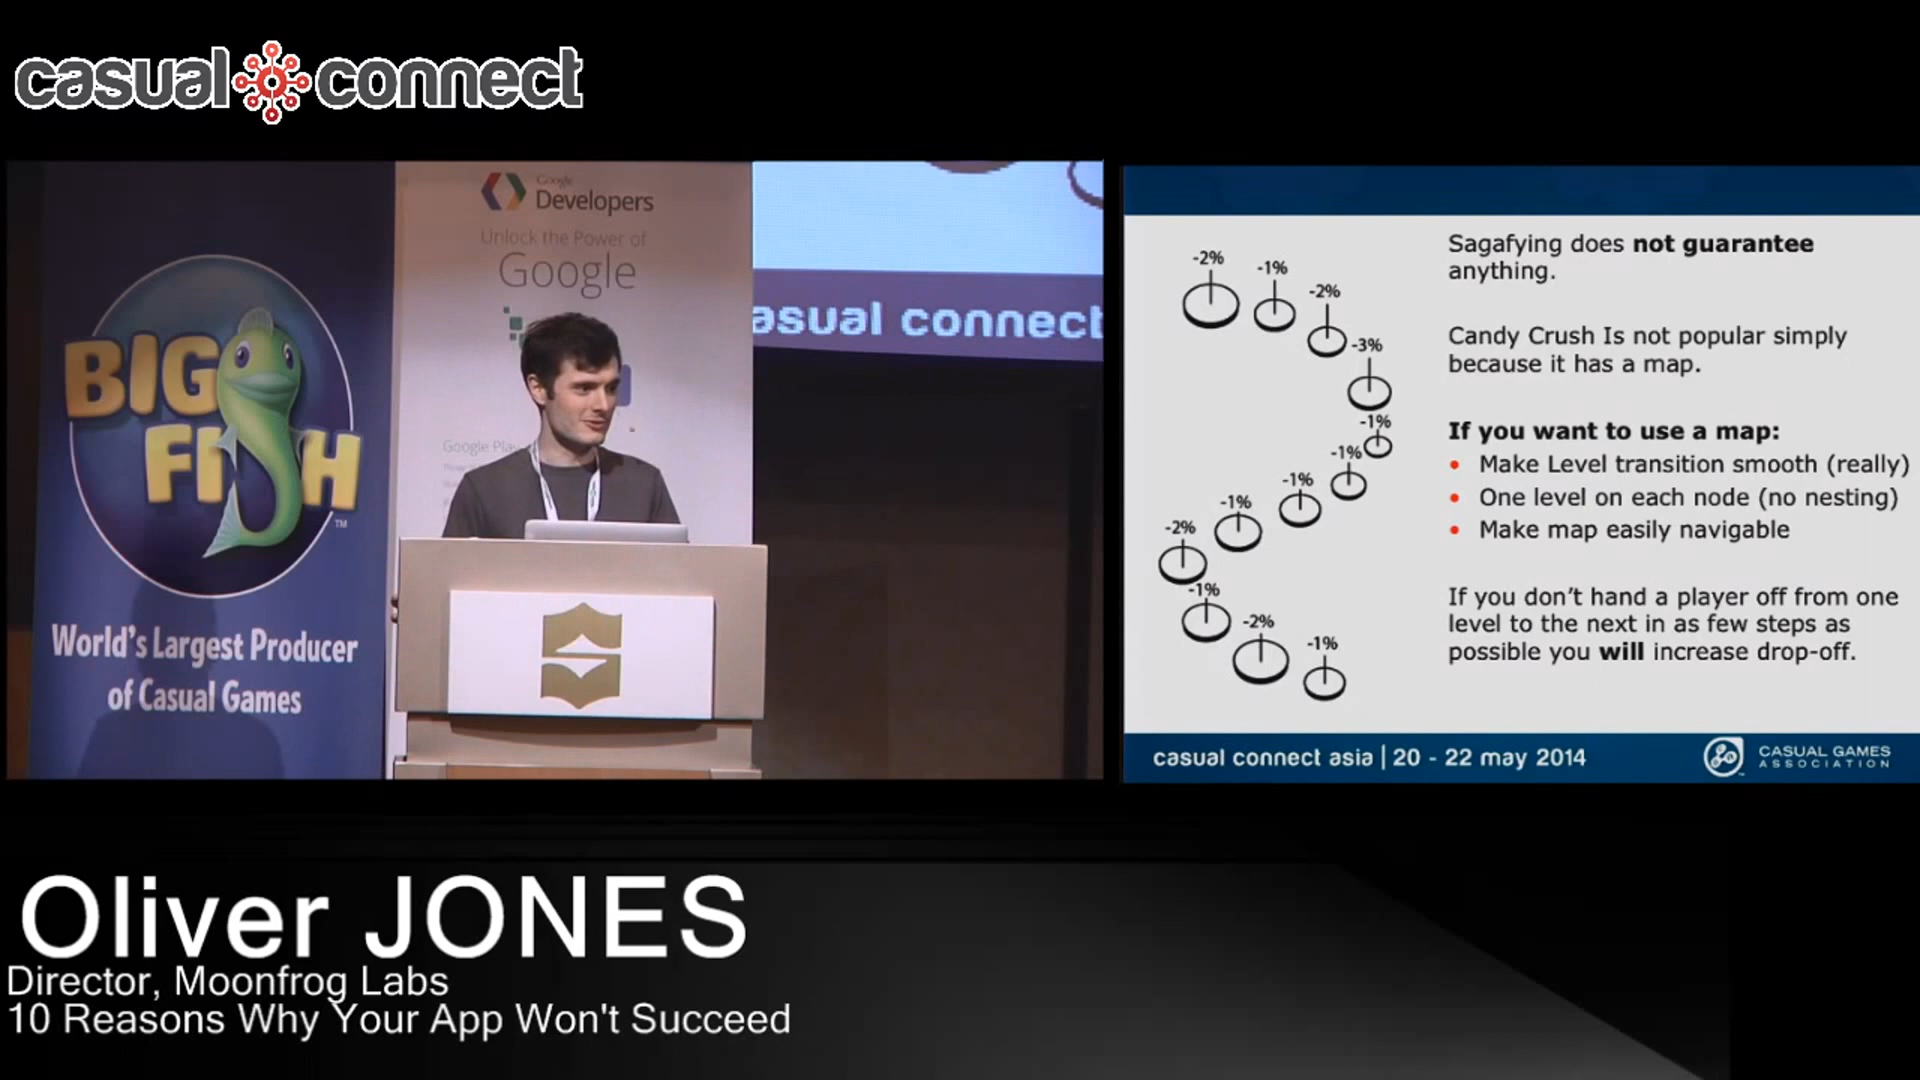 casual connect
Google
Developers
Unlock the Power of
Google
Google Play
BIG
FISH
™
World's Largest Producer
of Casual Games
asual connect
-2%
-1%
-2%
-3%
-1%
-1%
-1%
-1%
-2%
-1%
-2%
-1%
Sagafying does not guarantee
anything.
Candy Crush Is not popular simply
because it has a map.
If you want to use a map:
• Make Level transition smooth (really)
• One level on each node (no nesting)
• Make map easily navigable
If you don't hand a player off from one
level to the next in as few steps as
possible you will increase drop-off.
casual connect asia | 20 - 22 may 2014
CASUAL GAMES
ASSOCIATION
Oliver JONES
Director, Moonfrog Labs
10 Reasons Why Your App Won't Succeed